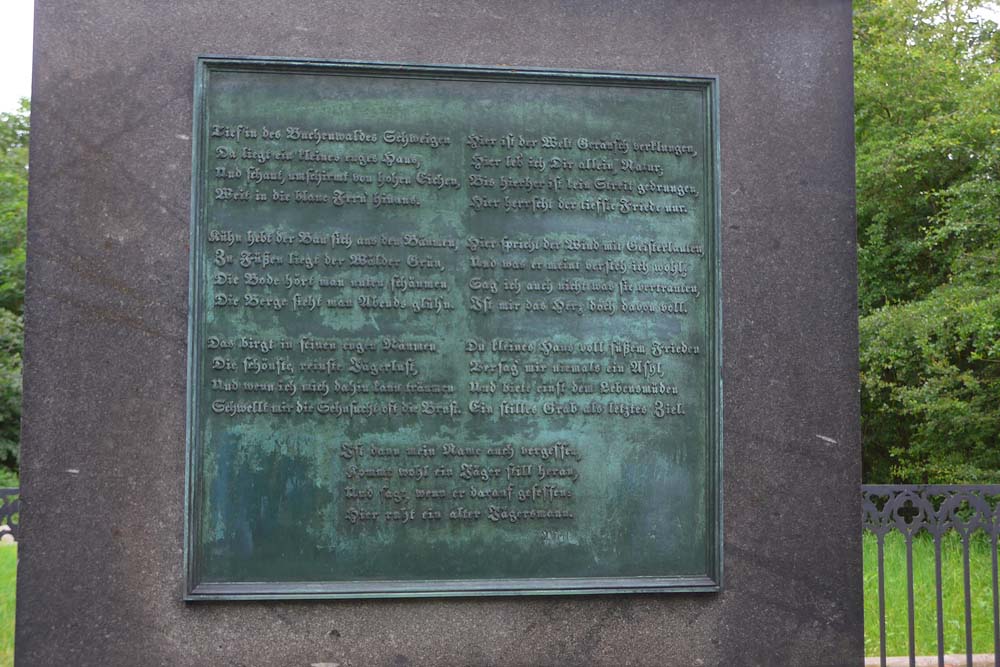 Tief in des Buchenwaldes Schweigen
Da liegt ein kleines enges Haus,
Und schaut, umschirmt von hohen Eichen,
Weit in die blaue Fern hinaus.
Kühn hebt der Bau sich aus den Bäumen,
Zu Füßen liegt der Wälder Grün,
Die Bode hört man unten schäumen,
Die Berge sieht man Abends glühn.
Das birgt in seinen engen Räumen
Die schönste, reinste Jägerlust,
Und wenn ich mich dahin kann träumen
Schwellt mir die Sehnsucht oft die Brust.
Hier ist der Welt Geräusch verklungen,
Hier leb ich Dir allein Natur,
Bis hierher ist kein Streit gedrungen,
Hier herrscht der tiefste Friede nur.
Hier spricht der Wind mit Geisterlauten,
Und was er meint versteh ich wohl;
Sag ich auch nicht was sie vertrauten,
Ist mir das Herz doch davon voll.
Du kleines Haus voll süßem Frieden
Versag mir niemals ein Asyl,
Und biete einst dem Lebensmüden
Ein stilles Grab als letztes Ziel.
Ist dann mein Name auch vergessen,
Kommt wohl ein Jäger still heran,
Und sagt, wenn er darauf gesessen:
Hier ruht ein alter Jägersmann.